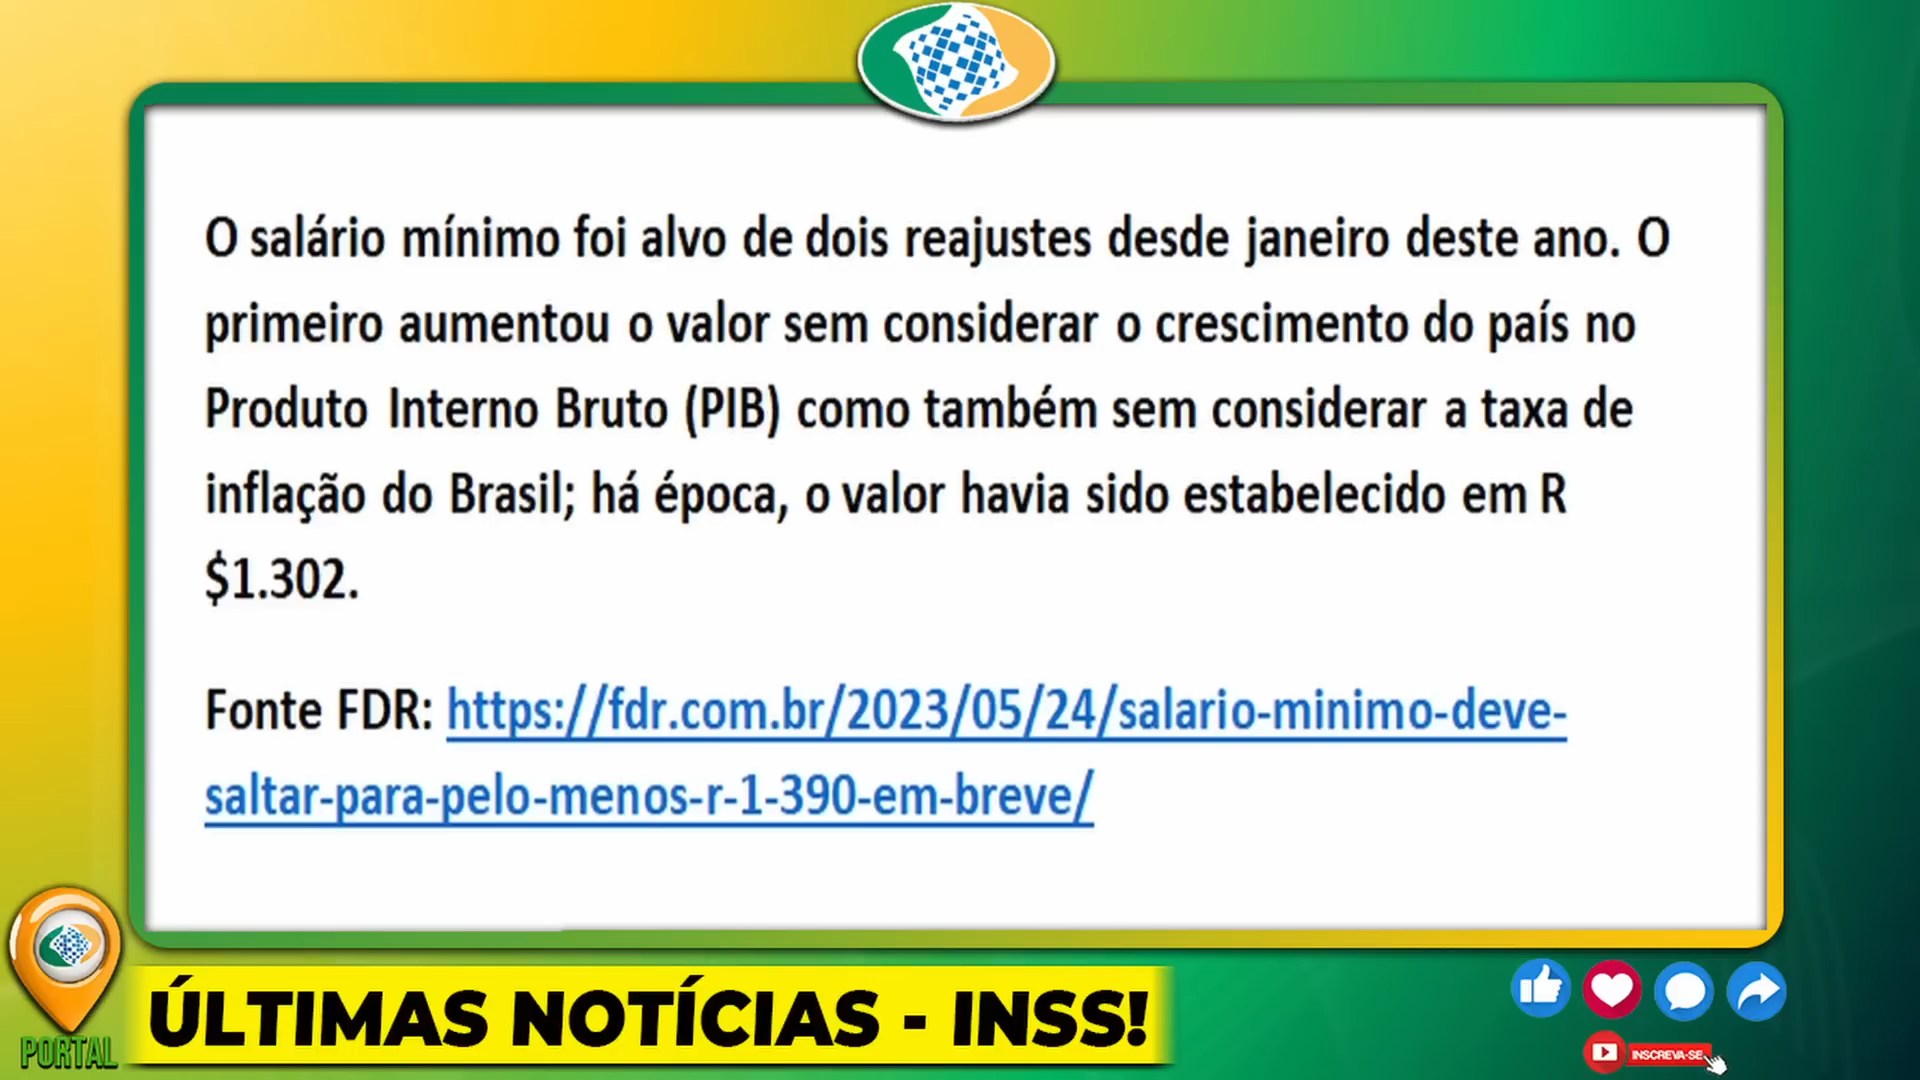 O salário mínimo foi alvo de dois reajustes desde janeiro deste ano. O
primeiro aumentou o valor sem considerar o crescimento do país no
Produto Interno Bruto (PIB) como também sem considerar a taxa de
inflação do Brasil; há época, o valor havia sido estabelecido em R
$1.302.
Fonte FDR: https://fdr.com.br/2023/05/24/salario-minimo-deve-
saltar-para-pelo-menos-r-1-390-em-breve/
PORTAL
ÚLTIMAS NOTÍCIAS - INSS!
INSCREVA-SE